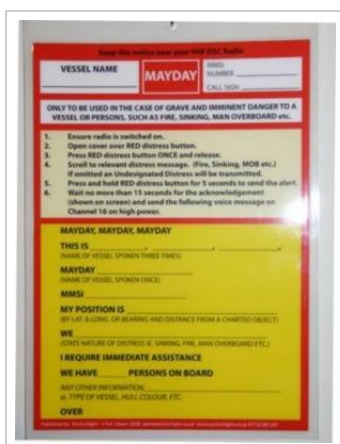 Keep this notice near your VHF DSC Radio
VESSEL NAME
MAYDAY
MMSI
NUMBER
CALL SIGN
ONLY TO BE USED IN THE CASE OF GRAVE AND IMMINENT DANGER TO A
VESSEL OR PERSONS, SUCH AS FIRE, SINKING, MAN OVERBOARD etc.
1. Ensure radio is switched on.
2. Open cover over RED distress button.
3. Press RED distress button ONCE and release.
4. Scroll to relevant distress message. (Fire, Sinking, MOB etc.)
If omitted an Undesignated Distress will be transmitted.
5. Press and hold RED distress button for 5 seconds to send the alert.
6. Wait no more than 15 seconds for the acknowledgement
(shown on screen) and send the following voice message on
Channel 16 on high power.
MAYDAY, MAYDAY, MAYDAY
THIS IS , , ,
(NAME OF VESSEL SPOKEN THREE TIMES)
MAYDAY
(NAME OF VESSEL SPOKEN ONCE)
MMSI
MY POSITION IS
(BY LAT. & LONG. OR BEARING AND DISTANCE FROM A CHARTED OBJECT)
WE
(STATE NATURE OF DISTRESS IE. SINKING, FIRE, MAN OVERBOARD ETC.)
I REQUIRE IMMEDIATE ASSISTANCE
WE HAVE PERSONS ON BOARD
ANY OTHER INFORMATION
ie. TYPE OF VESSEL, HULL COLOUR, ETC.
OVER
Published by